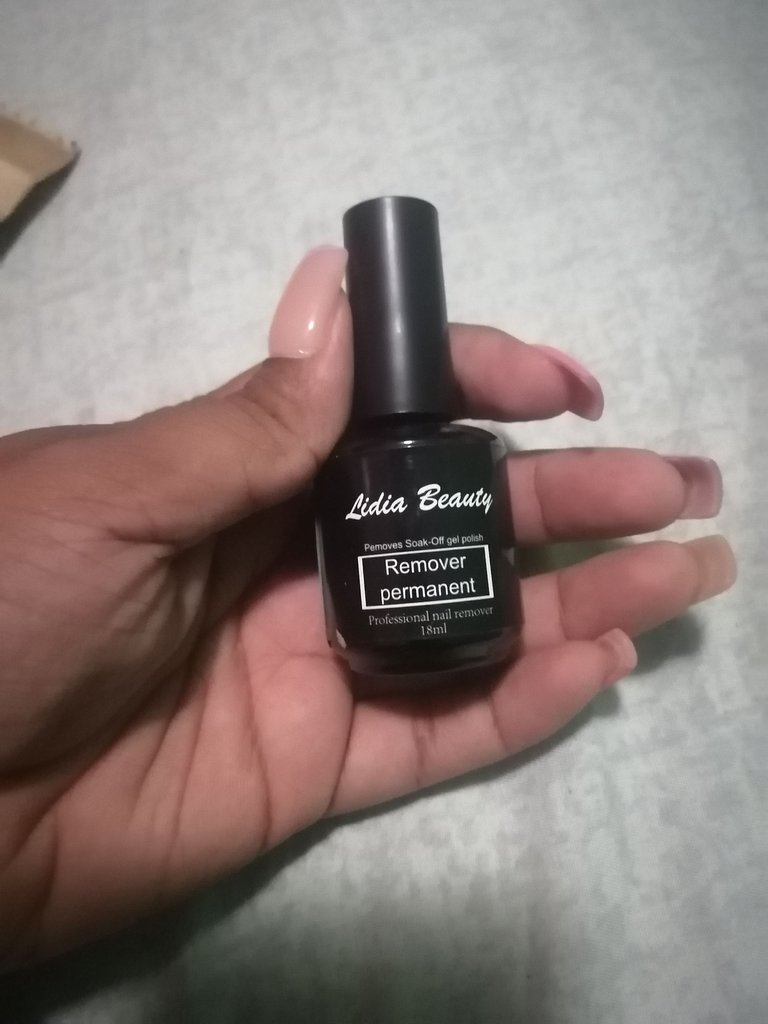 Lidia Beauty
Pemoves Soak-Off gel polish
Remover
permanent
Professional nail remover
18ml